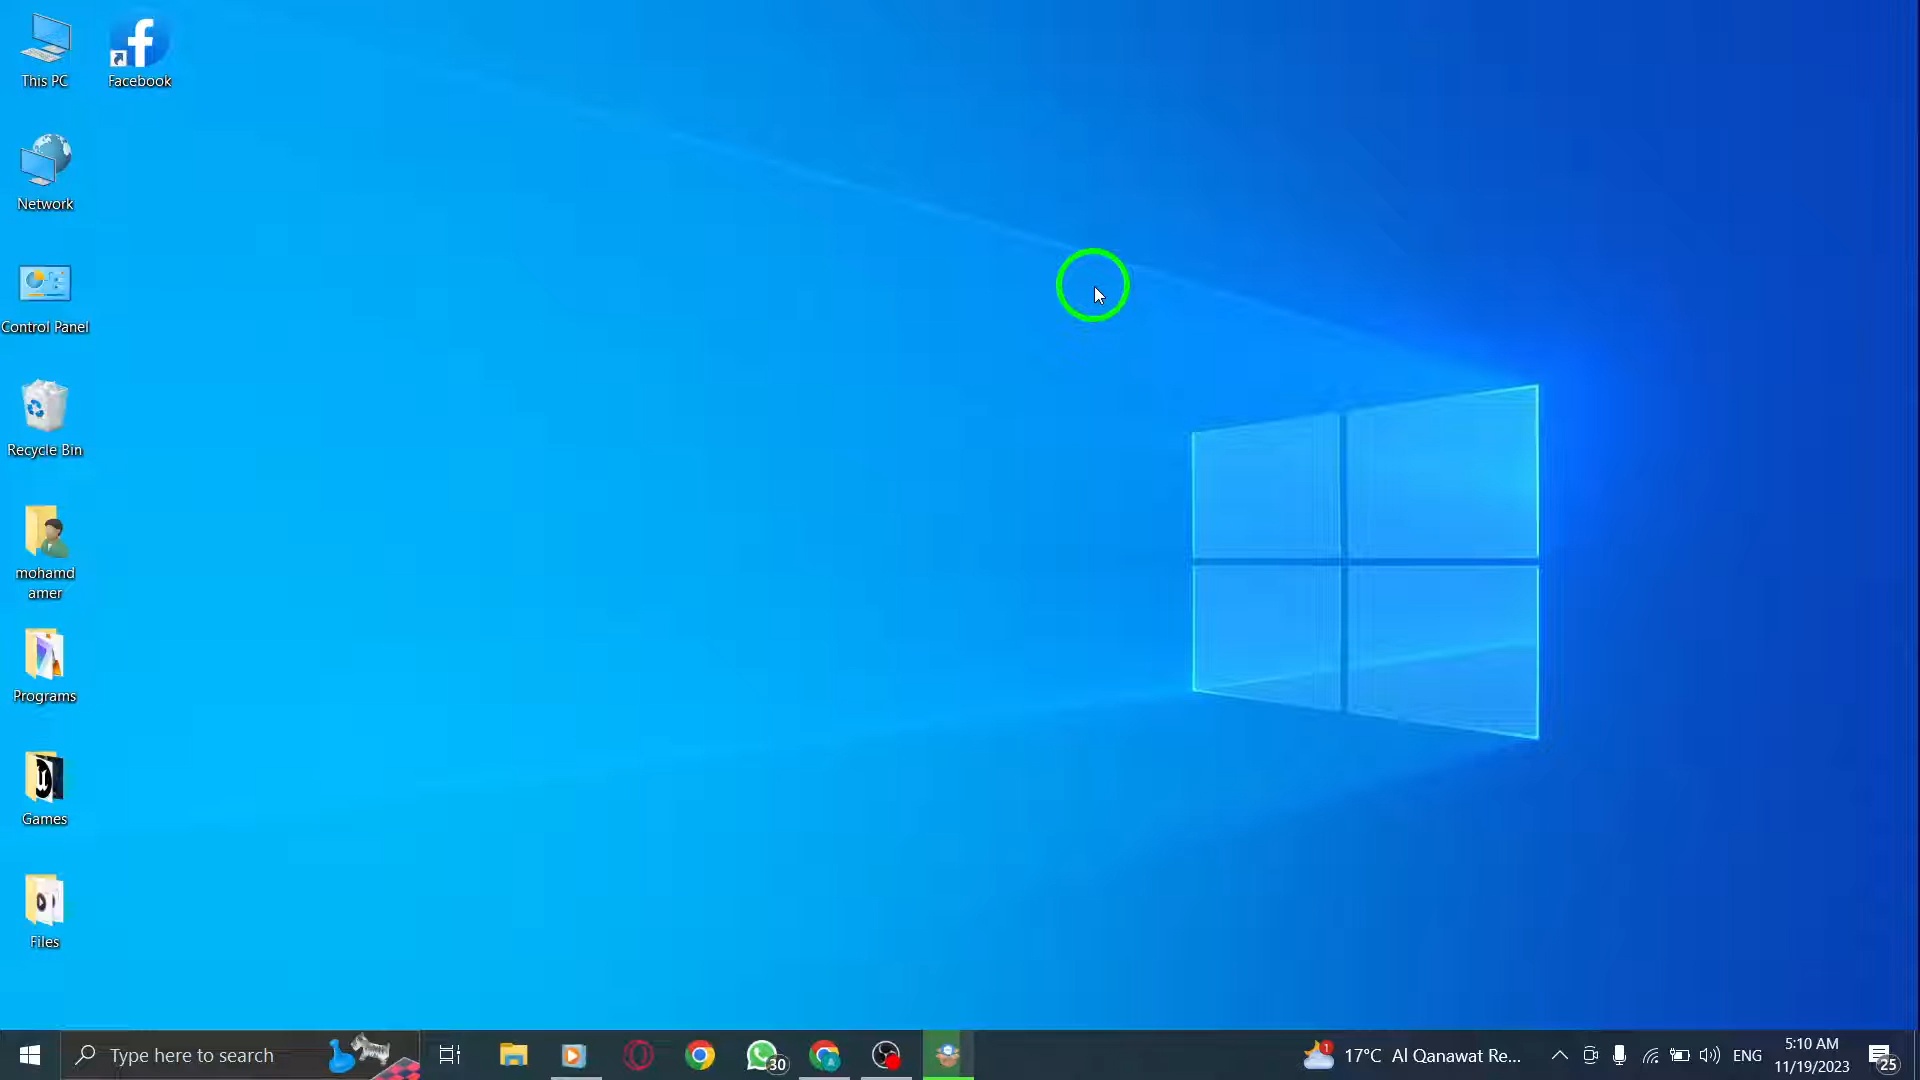 This PC
Facebook
Network
Control Panel
Recycle Bin
mohamd
amer
Programs
Games
Files
Type here to search
30
A
1
17°C Al Qanawat Re...
ENG
5:10 AM
11/19/2023
25